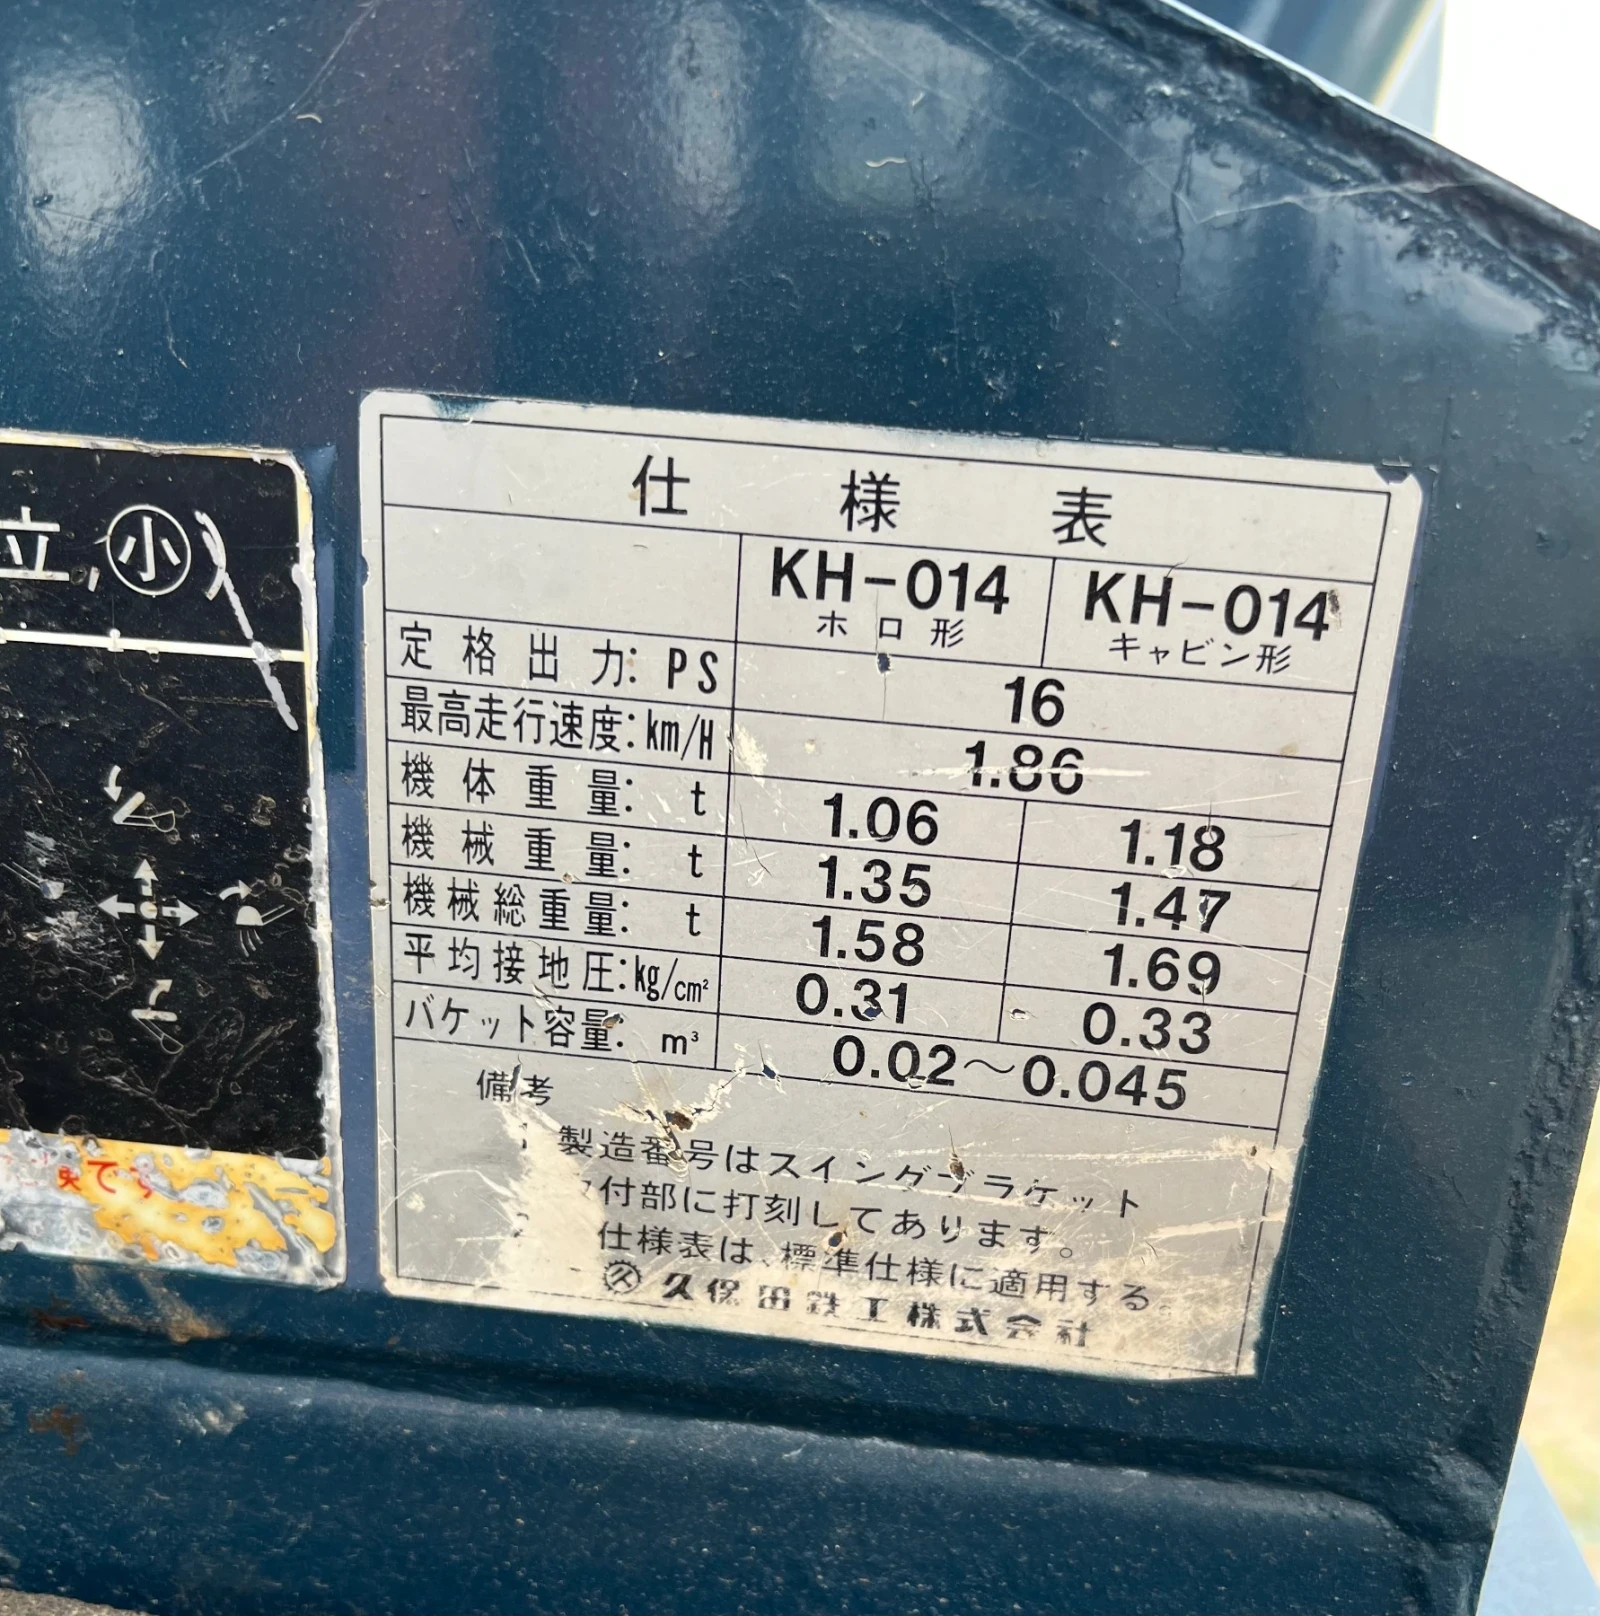 立,小)
で
仕様表
KH-014 KH-014
ホロ形 キャビン形
定格出力: PS 16
最高走行速度: km/H 1.86
機体重量: t 1.06 1.18
機械重量: t 1.35 1.47
機械総重量: t 1.58 1.69
平均接地圧: kg/cm² 0.31 0.33
バケット容量: m³ 0.02〜0.045
備考
1 製造番号はスイングブラケット
付部に打刻してあります。
2 仕様表は、標準仕様に適用する。
久 久保田鉄工株式会社